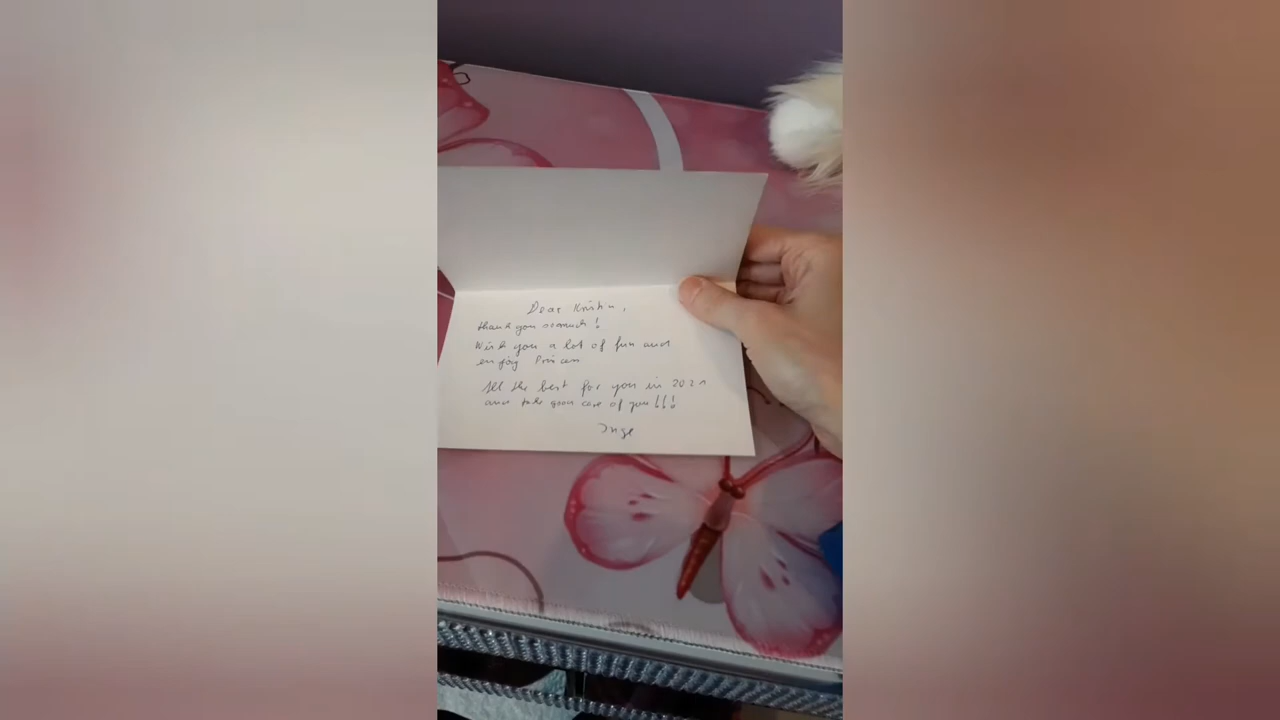 Dear Kristin,
thank you so much!
Wish you a lot of fun and
enjoy Princess
All the best for you in 2021
and take good care of you!!!
Inge